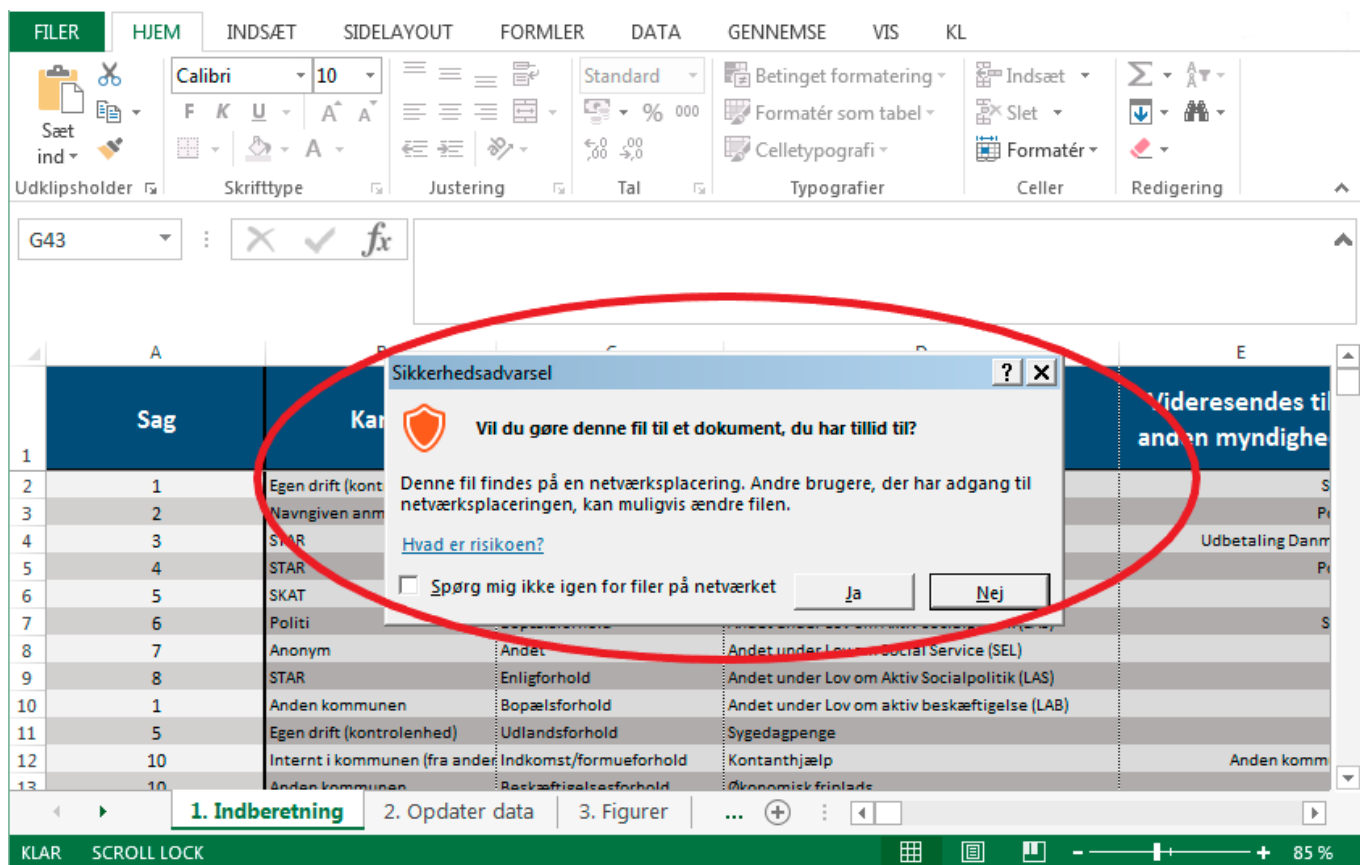 FILER HJEM INDSÆT SIDELAYOUT FORMLER DATA GENNEMSE VIS KL
Calibri 10 Standard Betinget formatering Indsæt
F K U A A % 000 Formatér som tabel Slet
Sæt
ind A Celletypografi Formatér
Udklipsholder Skrifttype Justering Tal Typografier Celler Redigering
G43 fx
A E
Sikkerhedsadvarsel
Vil du gøre denne fil til et dokument, du har tillid til?
Denne fil findes på en netværksplacering. Andre brugere, der har adgang til
netværksplaceringen, kan muligvis ændre filen.
Hvad er risikoen?
Spørg mig ikke igen for filer på netværket Ja Nej
1 Sag Kar Videresendes til
anden myndighe
2 1 Egen drift (kont S
3 2 Navngiven anm
4 3 STAR Udbetaling Danm
5 4 STAR
6 5 SKAT
7 6 Politi S
8 7 Anonym Andet Andet under Lov om Social Service (SEL)
9 8 STAR Enligforhold Andet under Lov om Aktiv Socialpolitik (LAS)
10 1 Anden kommunen Bopælsforhold Andet under Lov om aktiv beskæftigelse (LAB)
11 5 Egen drift (kontrolenhed) Udlandsforhold Sygedagpenge
12 10 Internt i kommunen (fra ander Indkomst/formueforhold Kontanthjælp Anden komm
13 10 Anden kommunen Beskæftigelsesforhold Økonomisk friplads
1. Indberetning 2. Opdater data 3. Figurer ...
KLAR SCROLL LOCK 85 %